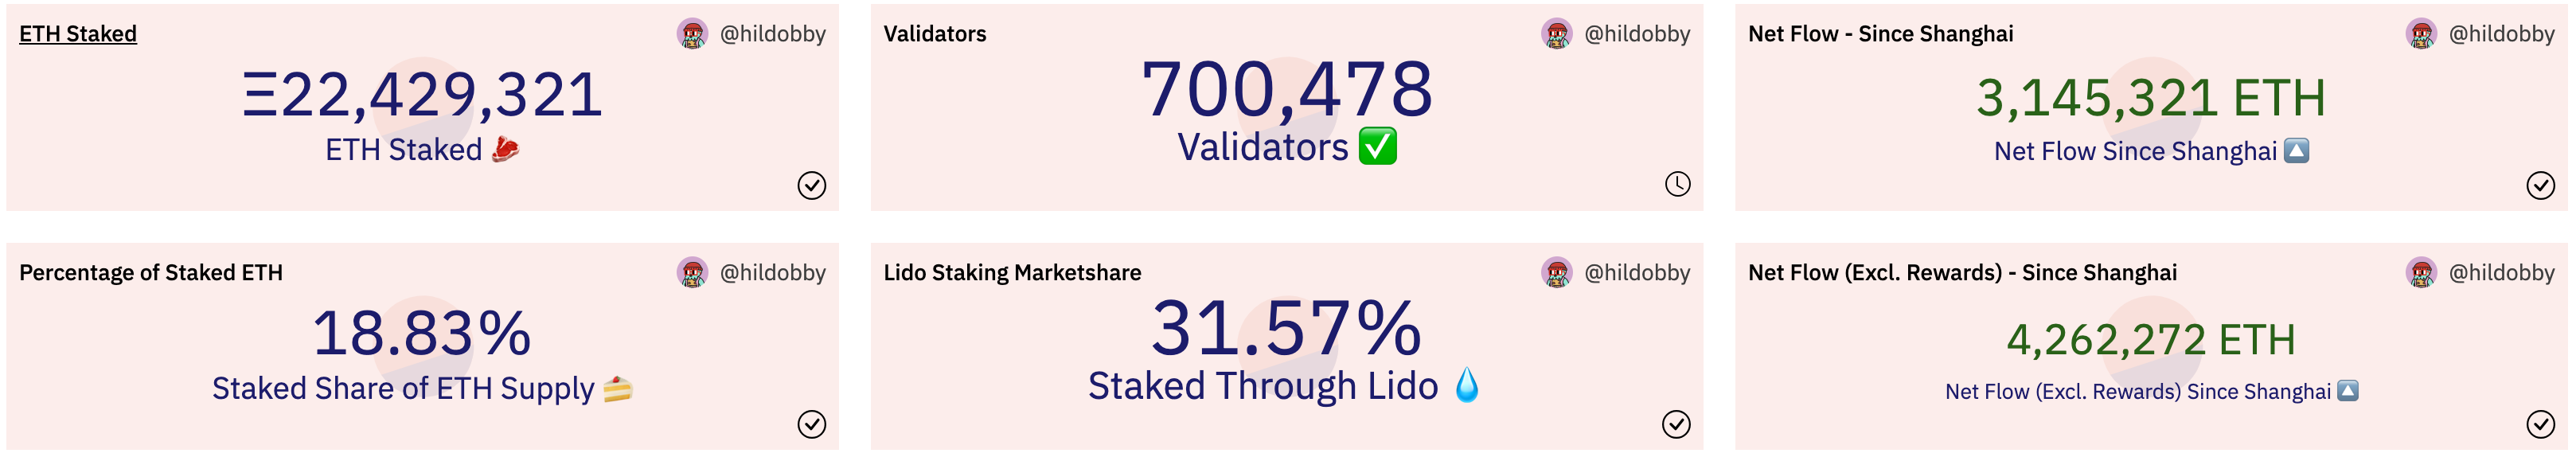 ETH Staked @hildobby
Ξ22,429,321
ETH Staked 🥩
Validators @hildobby
700,478
Validators ✅
Net Flow - Since Shanghai @hildobby
3,145,321 ETH
Net Flow Since Shanghai 🔼
Percentage of Staked ETH @hildobby
18.83%
Staked Share of ETH Supply 🍰
Lido Staking Marketshare @hildobby
31.57%
Staked Through Lido 💧
Net Flow (Excl. Rewards) - Since Shanghai @hildobby
4,262,272 ETH
Net Flow (Excl. Rewards) Since Shanghai 🔼